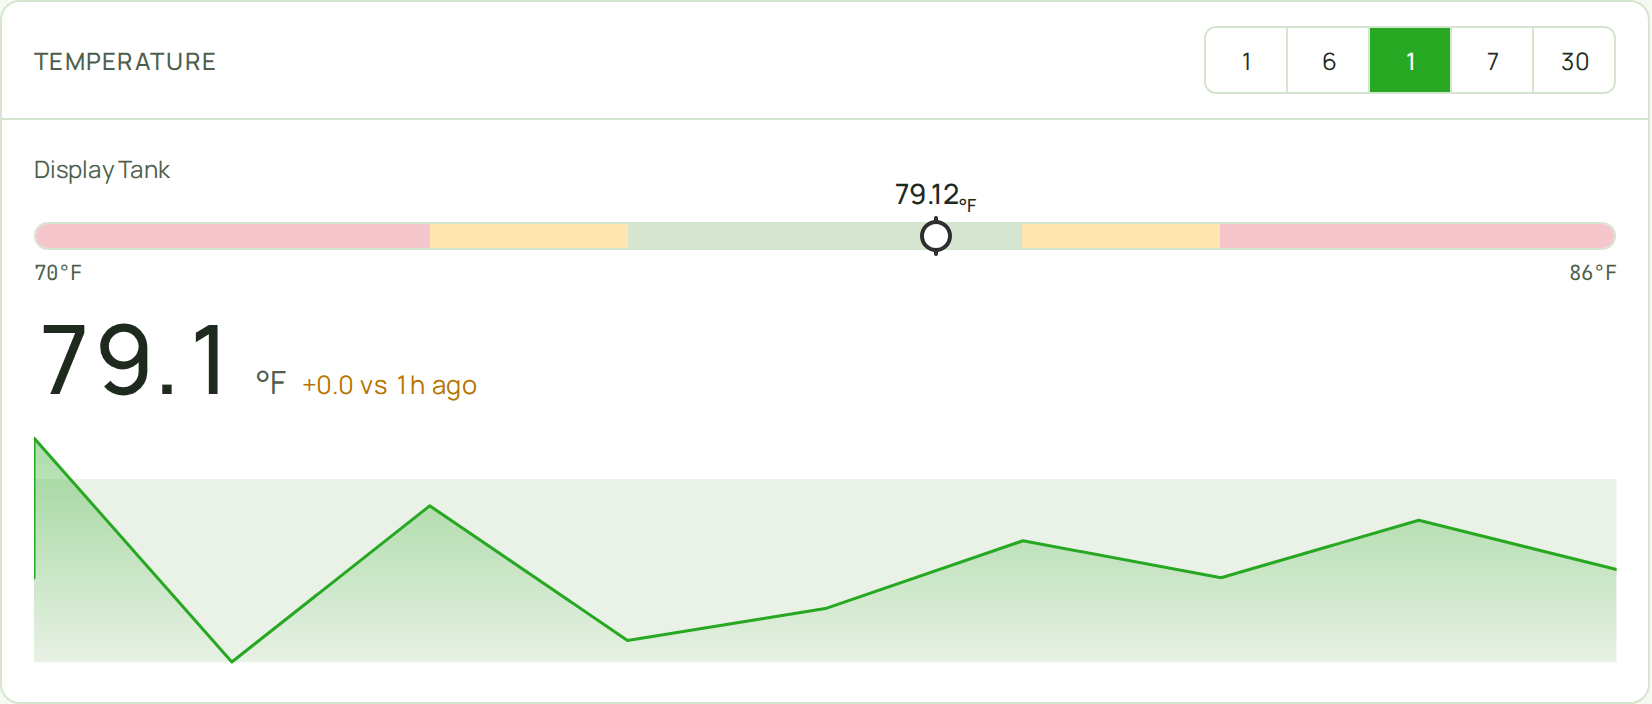 TEMPERATURE
1 6 1 7 30
Display Tank
79.12°F
70°F 86°F
79.1 °F +0.0 vs 1h ago